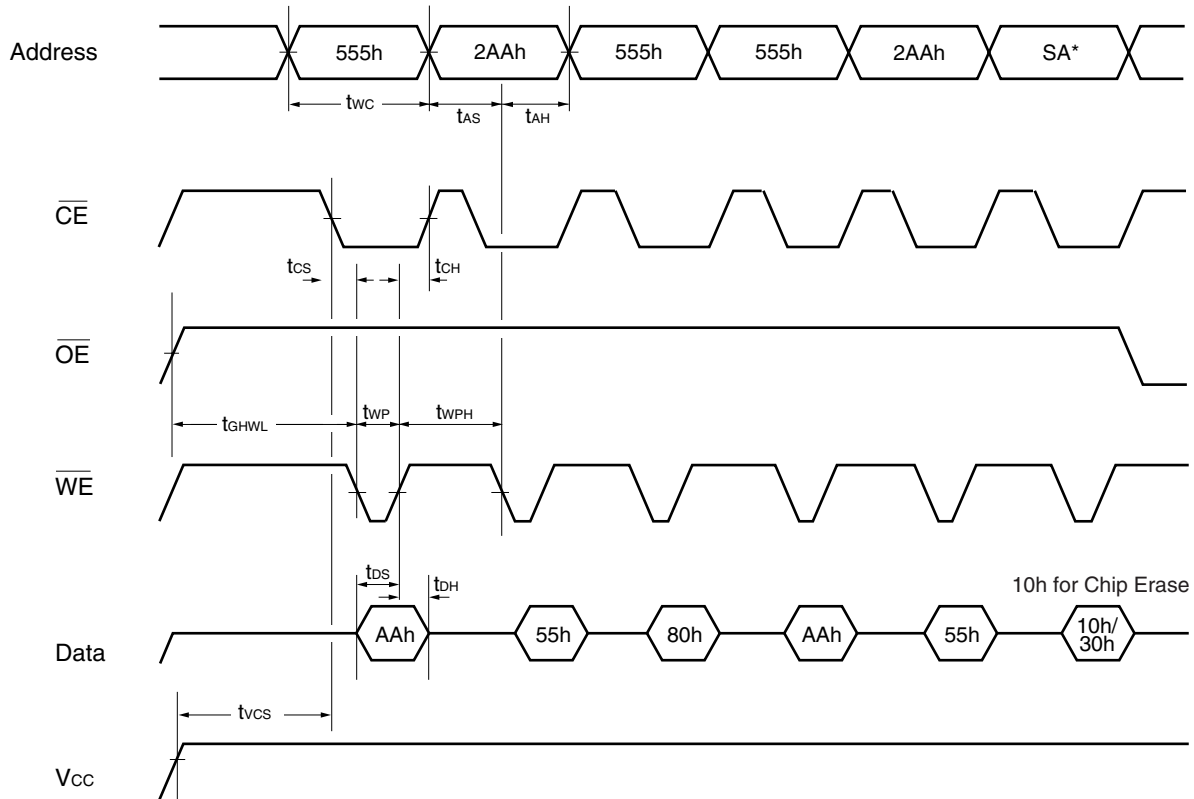 Address
555h
2AAh
555h
555h
2AAh
SA*
tWC
tAS
tAH
CE
tCS
tCH
OE
tGHWL
tWP
tWPH
WE
tDS
tDH
10h for Chip Erase
Data
AAh
55h
80h
AAh
55h
10h/
30h
tVCS
VCC